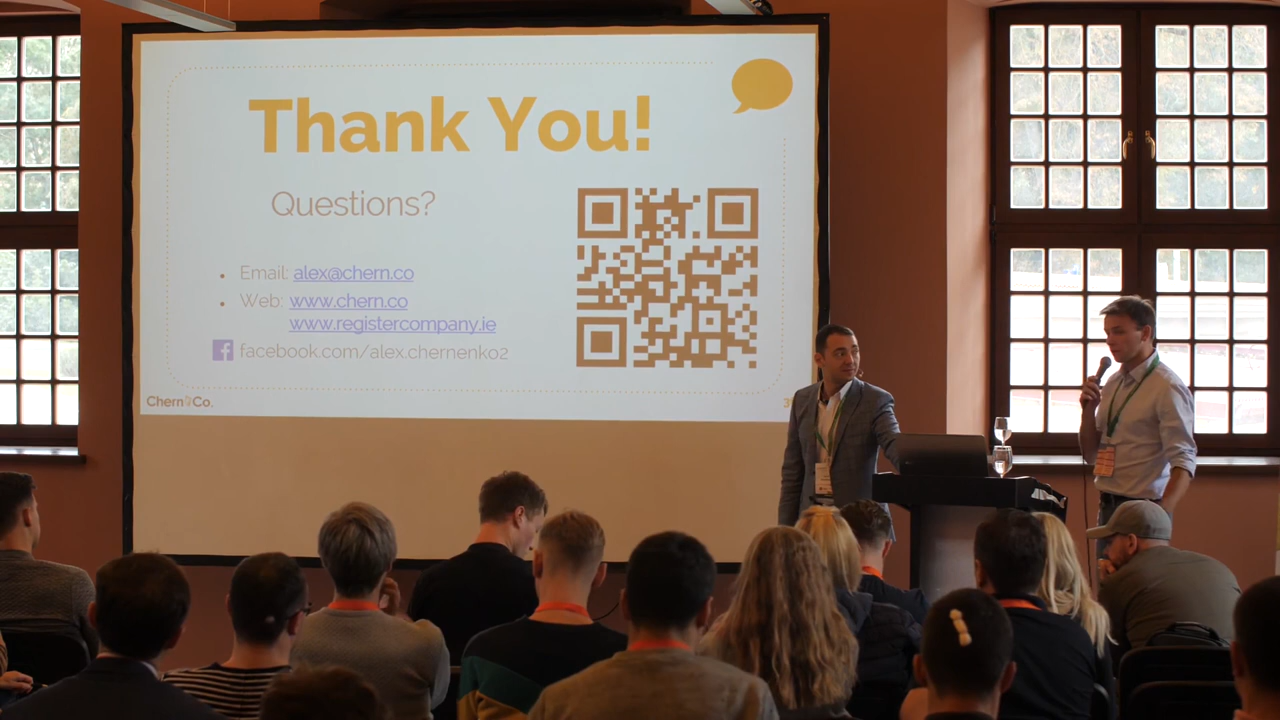 Thank You!
Questions?
Email: alex@chern.co
Web: www.chern.co
www.registercompany.ie
facebook.com/alex.chernenko2
Chern Co.